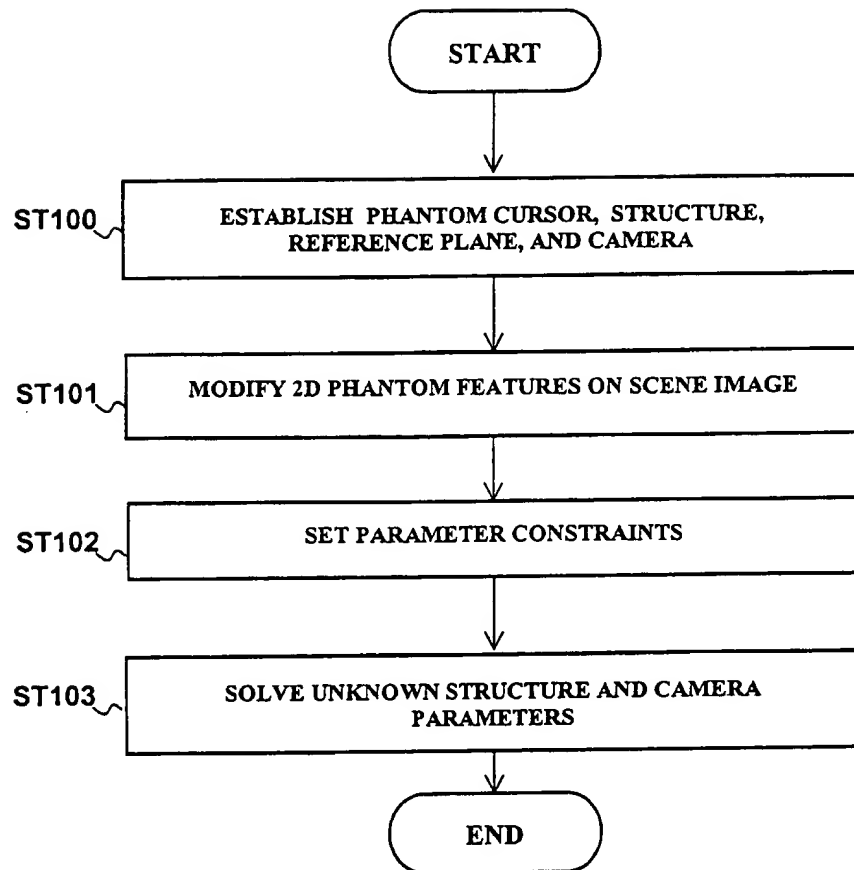 START
ST100
ESTABLISH PHANTOM CURSOR, STRUCTURE,
REFERENCE PLANE, AND CAMERA
ST101
MODIFY 2D PHANTOM FEATURES ON SCENE IMAGE
ST102
SET PARAMETER CONSTRAINTS
ST103
SOLVE UNKNOWN STRUCTURE AND CAMERA
PARAMETERS
END